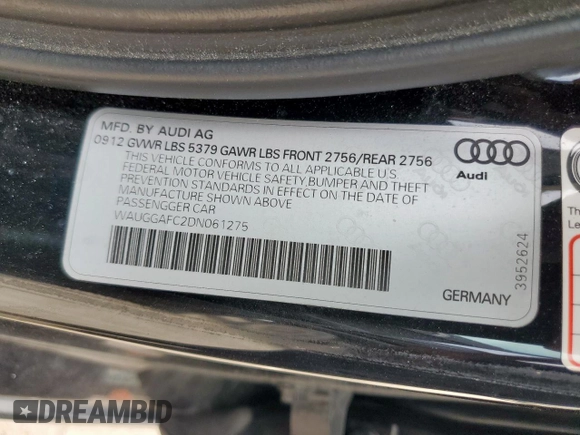 MFD. BY AUDI AG
0912 GVWR LBS 5379 GAWR LBS FRONT 2756/REAR 2756
THIS VEHICLE CONFORMS TO ALL APPLICABLE U.S.
FEDERAL MOTOR VEHICLE SAFETY BUMPER AND THEFT
PREVENTION STANDARDS IN EFFECT ON THE DATE OF
MANUFACTURE SHOWN ABOVE
PASSENGGER CAR
WAUGGAFC2DN061275
Audi
3952624
GERMANY
Le
DREAMBID